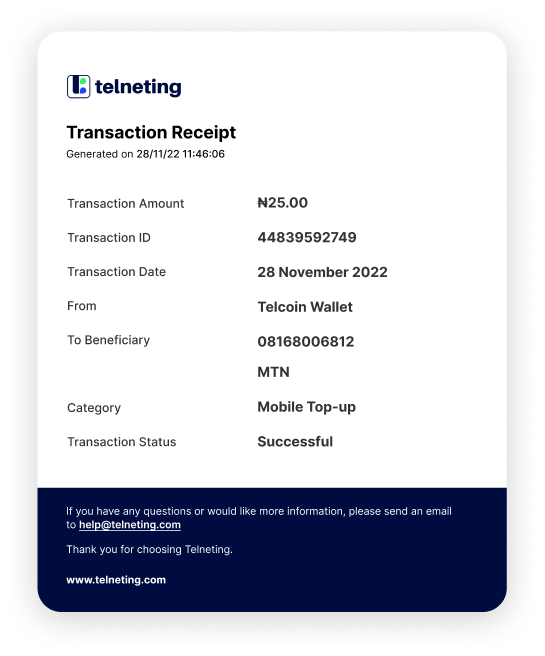 telneting
Transaction Receipt
Generated on 28/11/22 11:46:06
Transaction Amount ₦25.00
Transaction ID 44839592749
Transaction Date 28 November 2022
From Telcoin Wallet
To Beneficiary 08168006812
MTN
Category Mobile Top-up
Transaction Status Successful
If you have any questions or would like more information, please send an email
to help@telneting.com
Thank you for choosing Telneting.
www.telneting.com